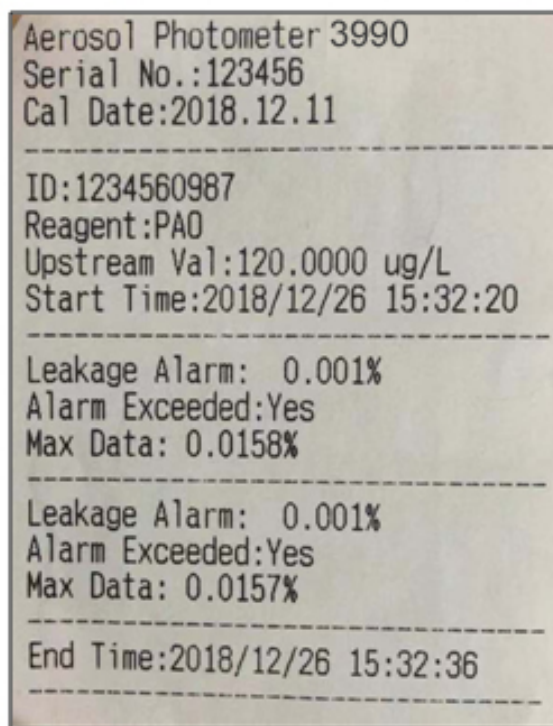 Aerosol Photometer 3990
Serial No.:123456
Cal Date:2018.12.11
ID:1234560987
Reagent:PAO
Upstream Val:120.0000 ug/L
Start Time:2018/12/26 15:32:20
Leakage Alarm: 0.001%
Alarm Exceeded:Yes
Max Data: 0.0158%
Leakage Alarm: 0.001%
Alarm Exceeded:Yes
Max Data: 0.0157%
End Time:2018/12/26 15:32:36